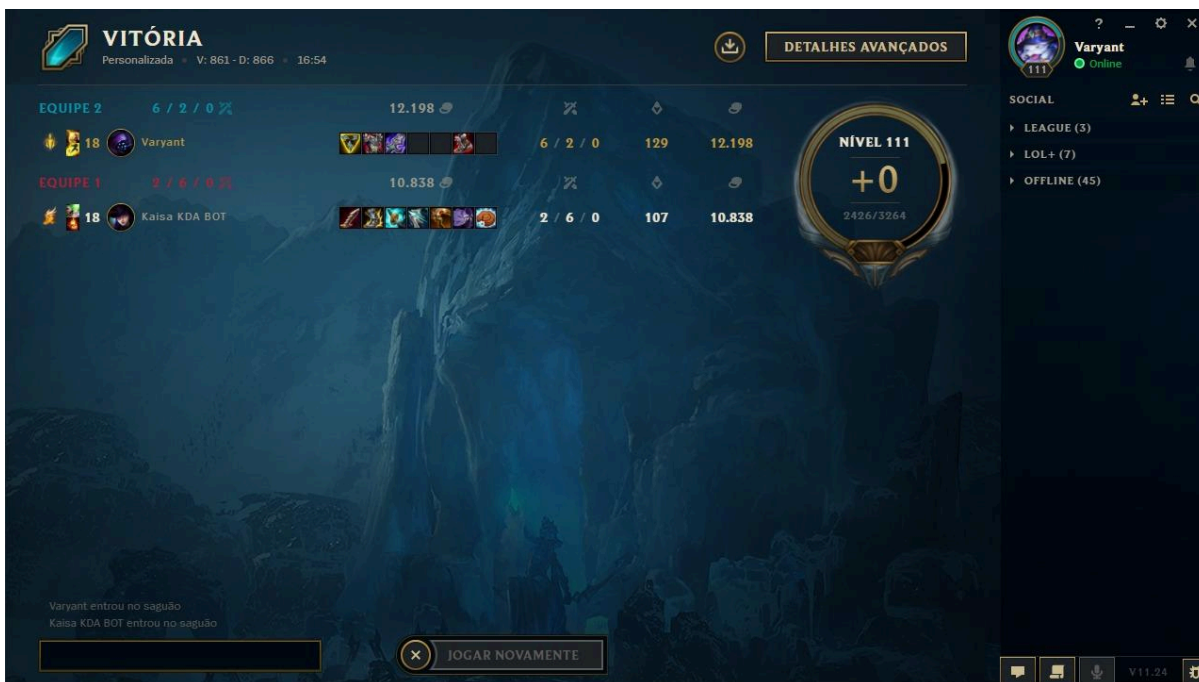 VITÓRIA
Personalizada • V: 861 - D: 866 • 16:54
DETALHES AVANÇADOS
EQUIPE 2 6 / 2 / 0 12.198
18 Varyant 6 / 2 / 0 129 12.198
EQUIPE 1 2 / 6 / 0 10.838
18 Kaisa KDA BOT 2 / 6 / 0 107 10.838
NÍVEL 111
+0
2426/3264
Varyant entrou no saguão
Kaisa KDA BOT entrou no saguão
JOGAR NOVAMENTE
?
111
Varyant
Online
SOCIAL
LEAGUE (3)
LOL+ (7)
OFFLINE (45)
V11.24